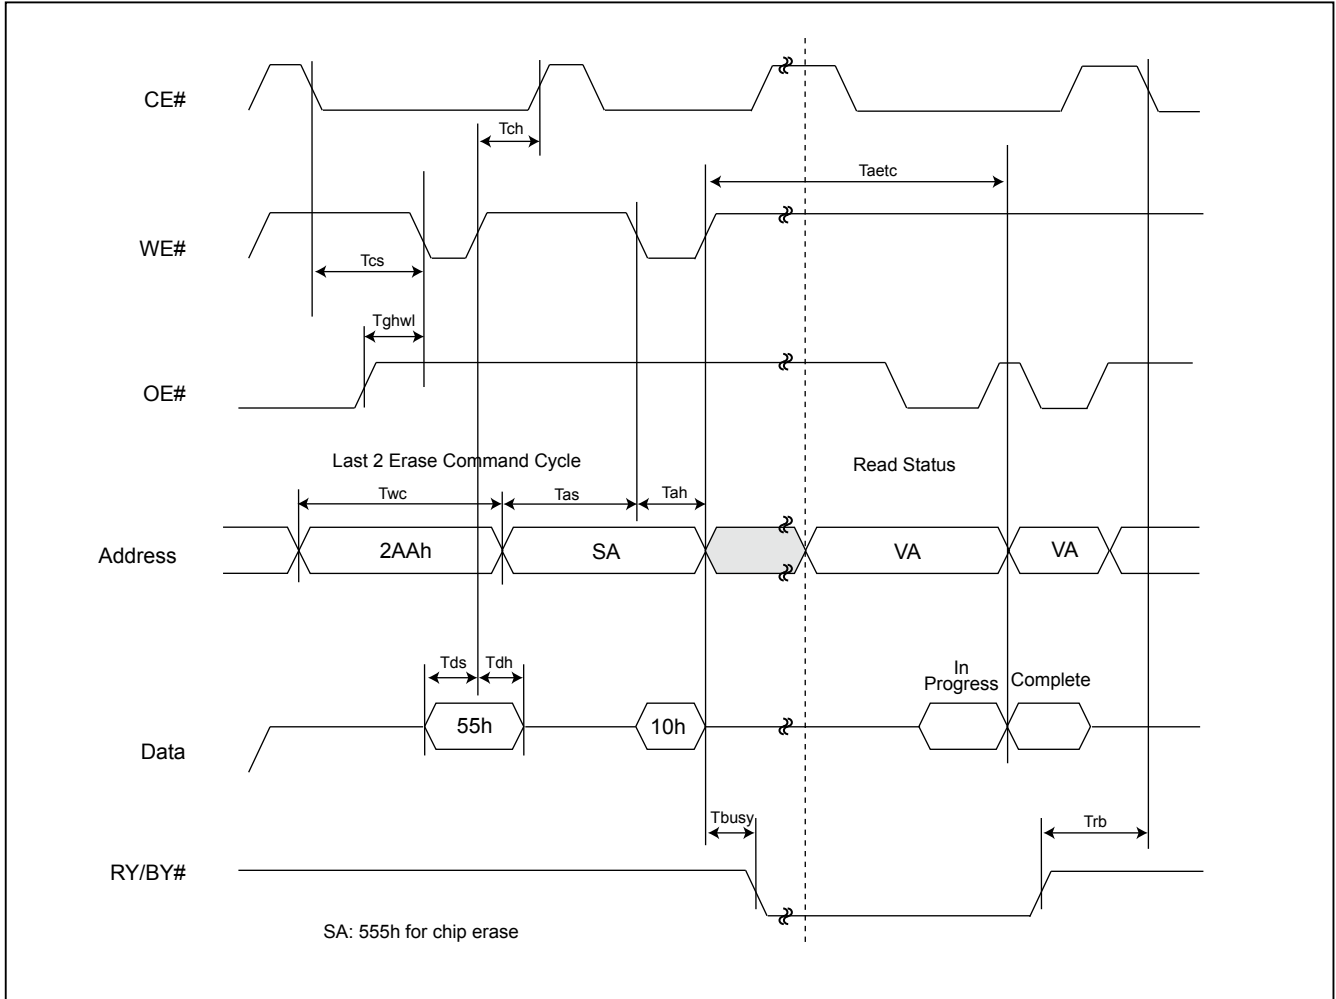 CE#
Tch
Taetc
WE#
Tcs
Tghwl
OE#
Last 2 Erase Command Cycle
Read Status
Twc
Tas
Tah
Address
2AAh
SA
VA
VA
Tds
Tdh
In
Progress
Complete
55h
10h
Data
Tbusy
Trb
RY/BY#
SA: 555h for chip erase